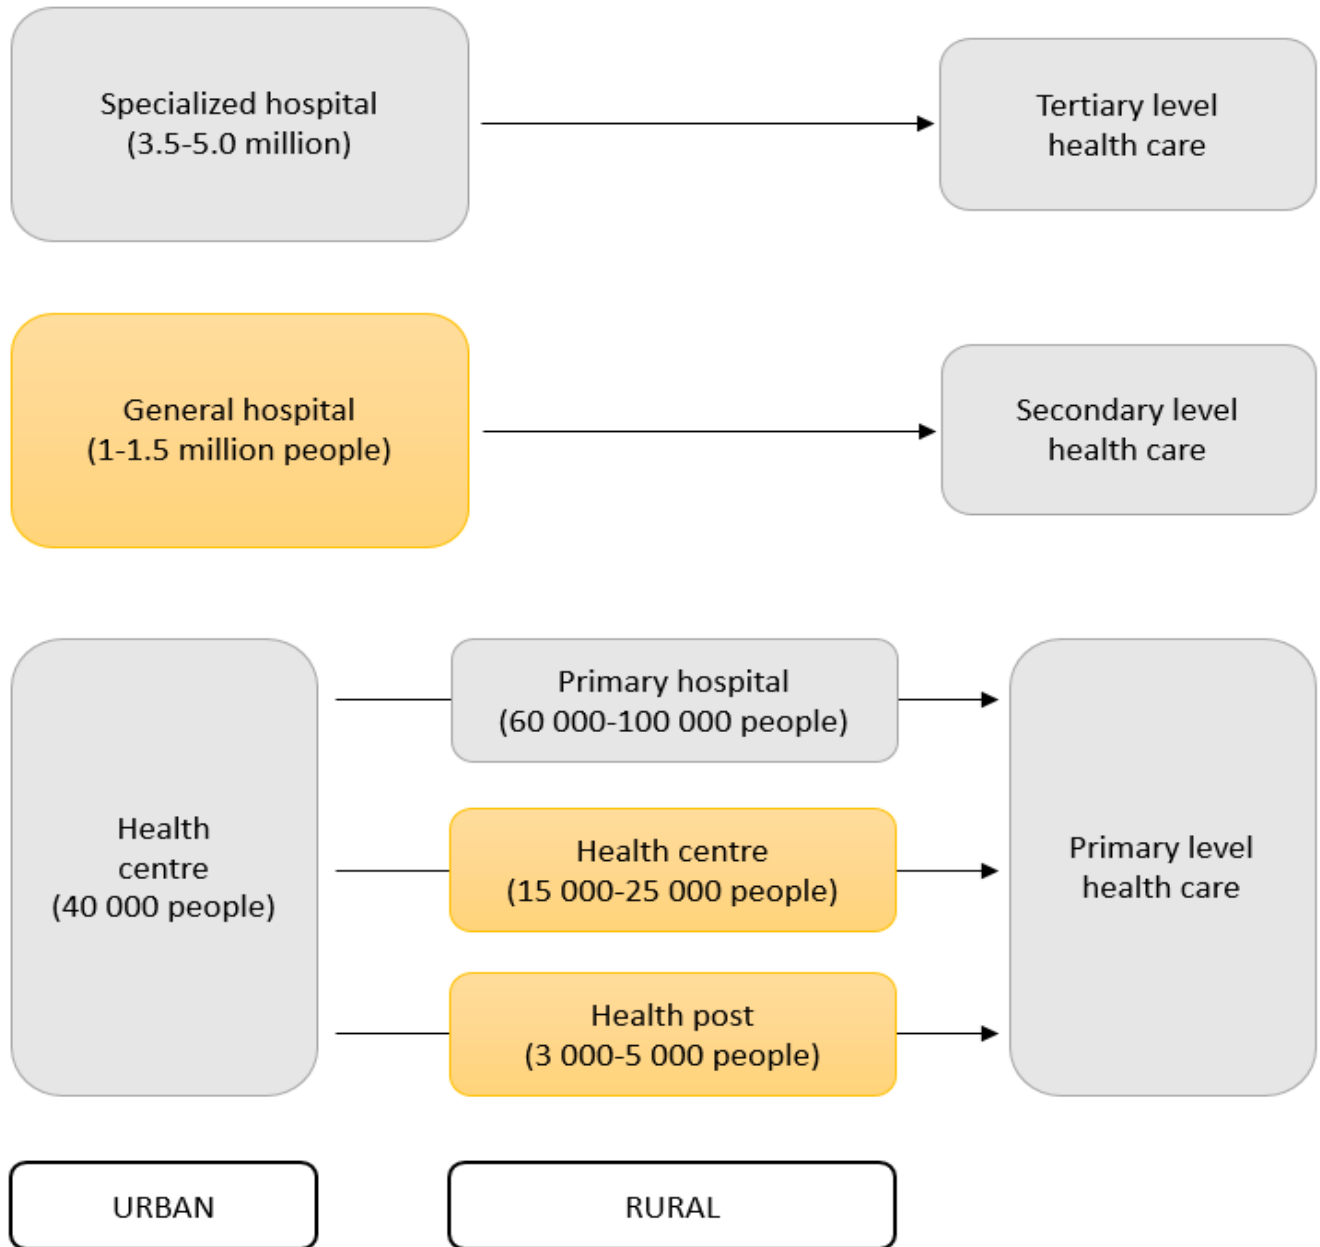 Specialized hospital
(3.5-5.0 million)
Tertiary level
health care
General hospital
(1-1.5 million people)
Secondary level
health care
Health
centre
(40 000 people)
Primary hospital
(60 000-100 000 people)
Health centre
(15 000-25 000 people)
Health post
(3 000-5 000 people)
Primary level
health care
URBAN
RURAL